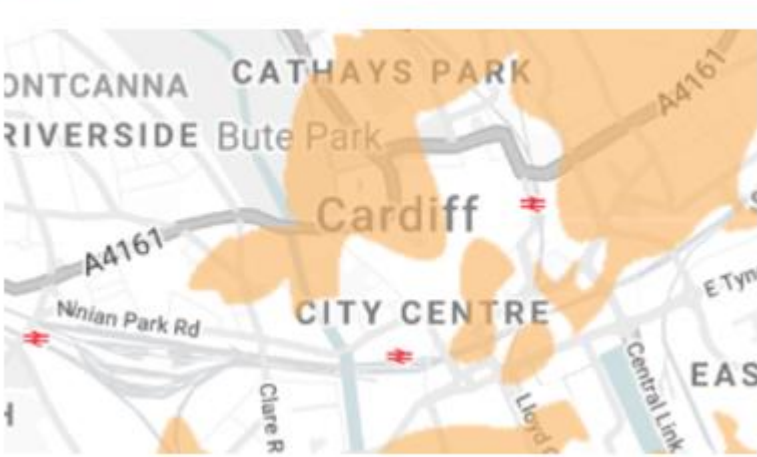 CATHAYS PARK
ONTCANNA
RIVERSIDE
Bute Park
A4161
Cardiff
A4161
E Tyn
Ninian Park Rd
CITY CENTRE
EAS
Central Link
Clare R
Lloyd G
H